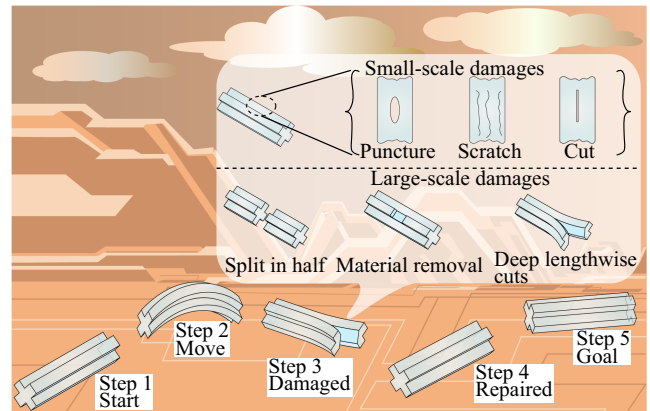 Small-scale damages
Puncture
Scratch
Cut
Large-scale damages
Split in half
Material removal
Deep lengthwise
cuts
Step 1
Start
Step 2
Move
Step 3
Damaged
Step 4
Repaired
Step 5
Goal